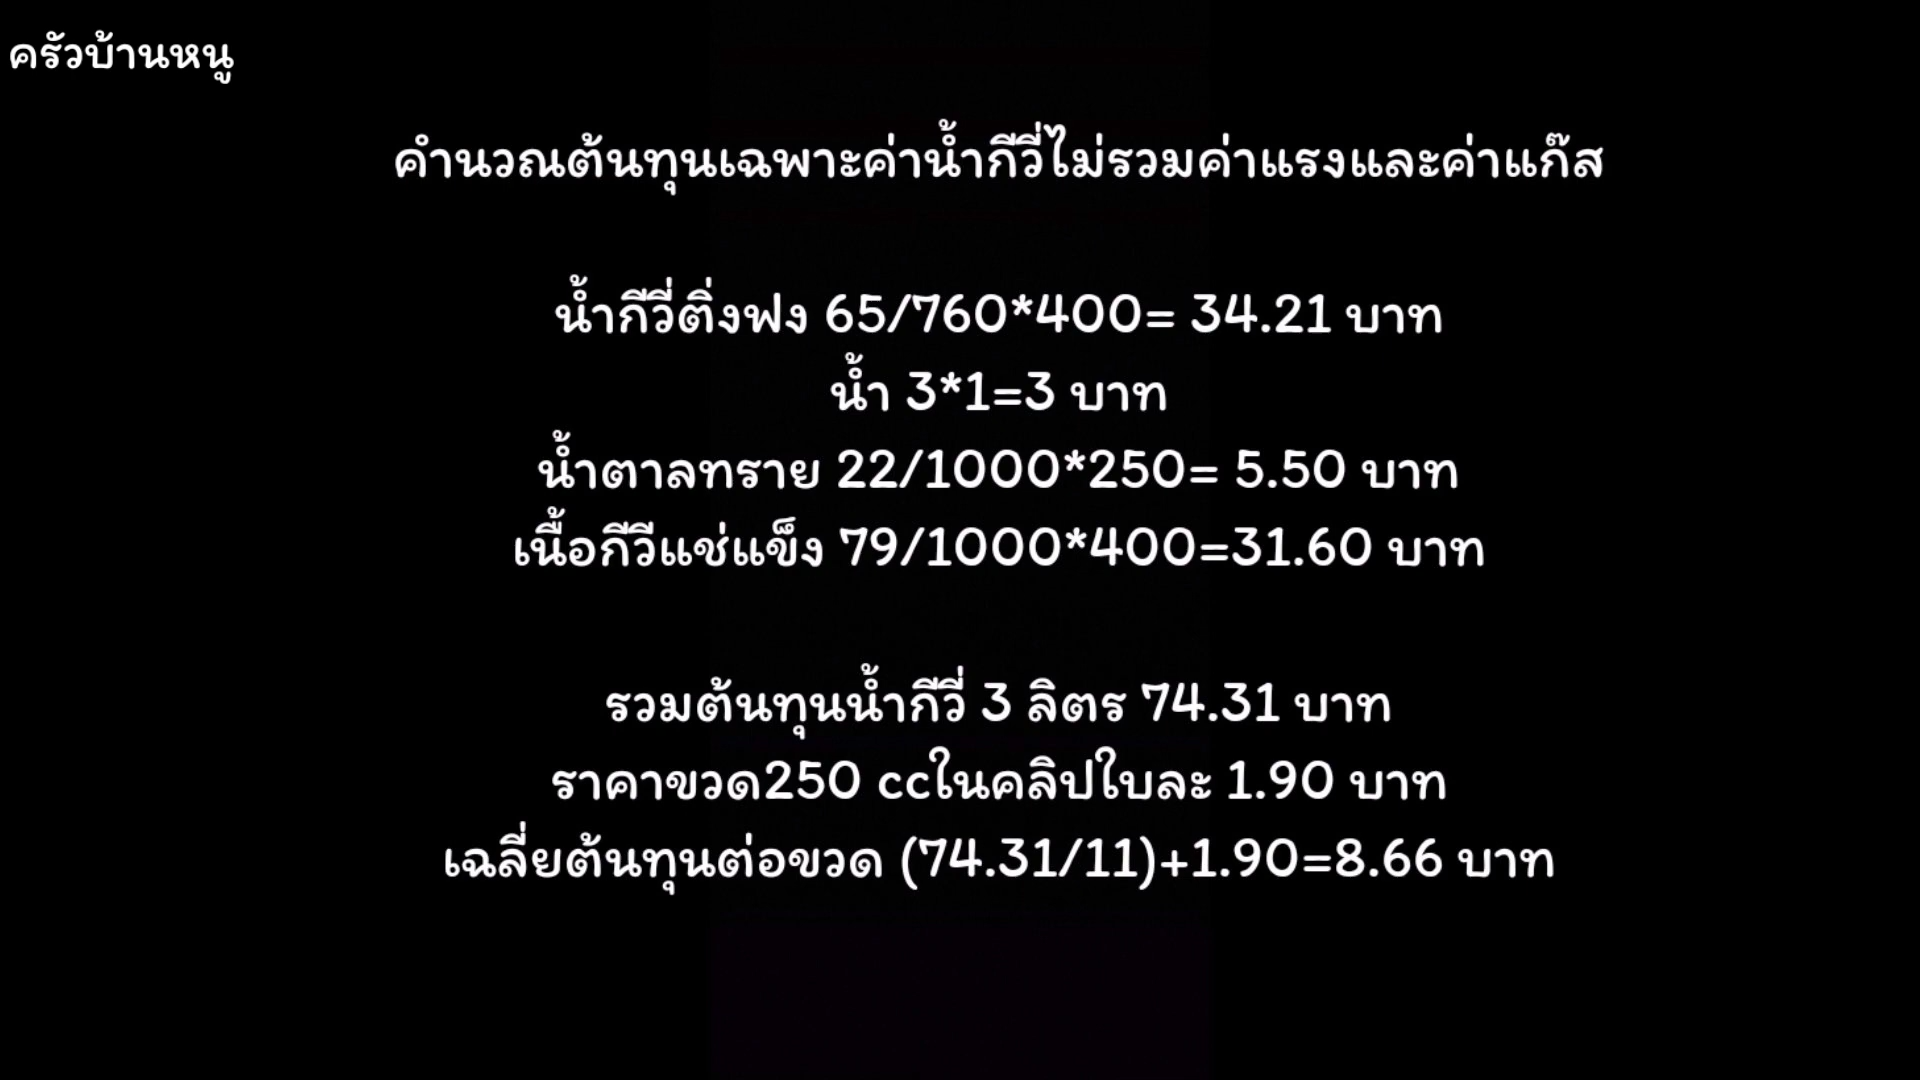 ครัวบ้านหนู
คำนวณต้นทุนเฉพาะค่าน้ำกีวี่ไม่รวมค่าแรงและค่าแก๊ส
น้ำกีวี่ติ่งฟง 65/760*400= 34.21 บาท
น้ำ 3*1=3 บาท
น้ำตาลทราย 22/1000*250= 5.50 บาท
เนื้อกีวีแช่แข็ง 79/1000*400=31.60 บาท
รวมต้นทุนน้ำกีวี่ 3 ลิตร 74.31 บาท
ราคาขวด250 ccในคลิปใบละ 1.90 บาท
เฉลี่ยต้นทุนต่อขวด (74.31/11)+1.90=8.66 บาท